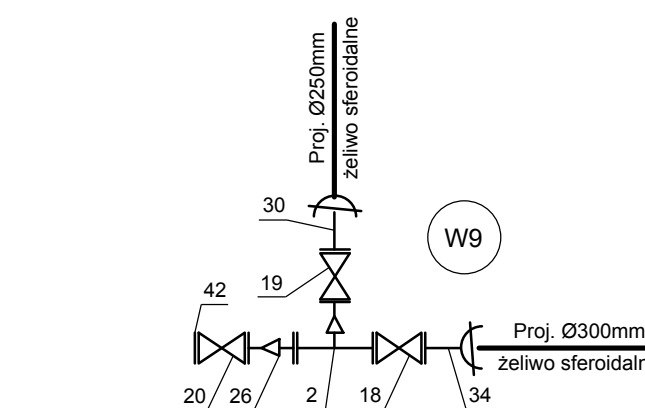 Proj. Ø250mm
żeliwo sferoidalne
30
W9
19
42
Proj. Ø300mm
żeliwo sferoidaln
20
26
2
18
34